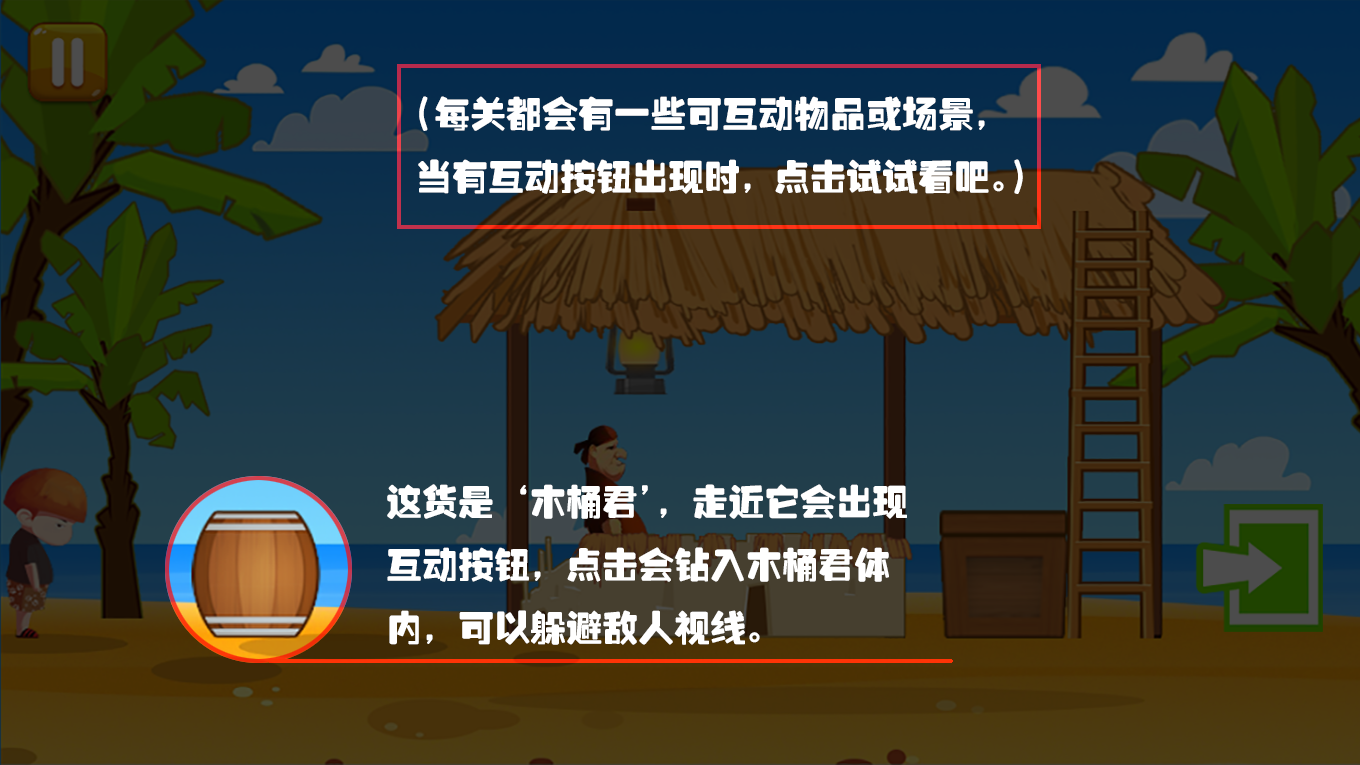 （每关都会有一些可互动物品或场景，
当有互动按钮出现时，点击试试看吧。）
这货是‘木桶君’，走近它会出现
互动按钮，点击会钻入木桶君体
内，可以躲避敌人视线。